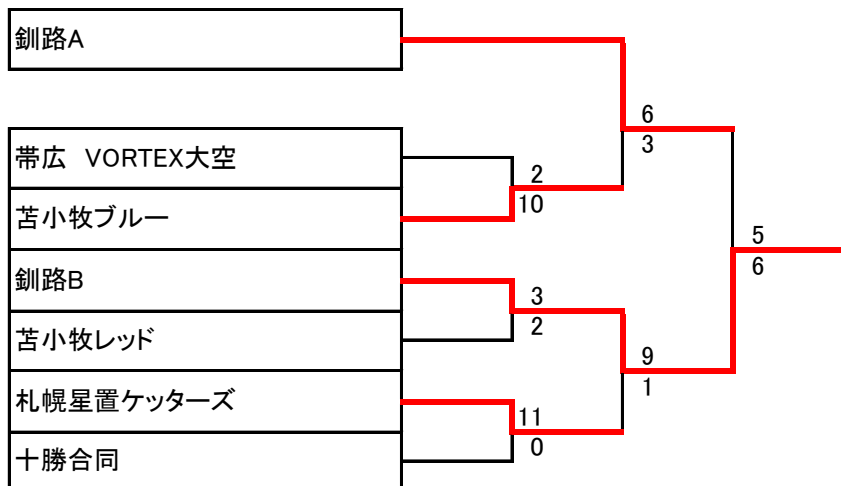 釧路A
6
3
帯広　VORTEX大空
2
10
苫小牧ブルー
5
6
釧路B
3
2
苫小牧レッド
9
1
札幌星置ケッターズ
11
0
十勝合同